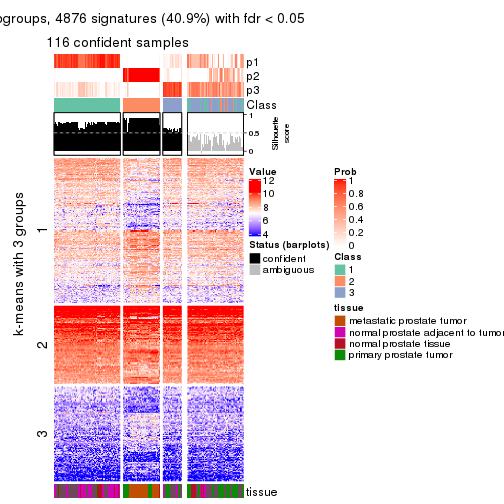 ogroups, 4876 signatures (40.9%) with fdr < 0.05
116 confident samples
p1
p2
p3
Class
1
0.5
0
Silhouette
score
k-means with 3 groups
1
2
3
tissue
Value
12
10
8
6
4
Status (barplots)
confident
ambiguous
Prob
1
0.8
0.6
0.4
0.2
0
Class
1
2
3
tissue
metastatic prostate tumor
normal prostate adjacent to tumor
normal prostate tissue
primary prostate tumor